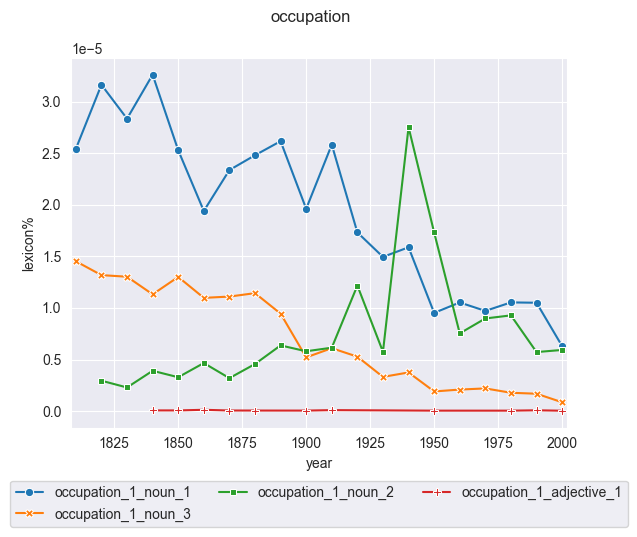 occupation
1e−5
3.0
2.5
2.0
1.5
1.0
0.5
0.0
lexicon%
1825 1850 1875 1900 1925 1950 1975 2000
year
occupation_1_noun_1 occupation_1_noun_2 occupation_1_adjective_1
occupation_1_noun_3